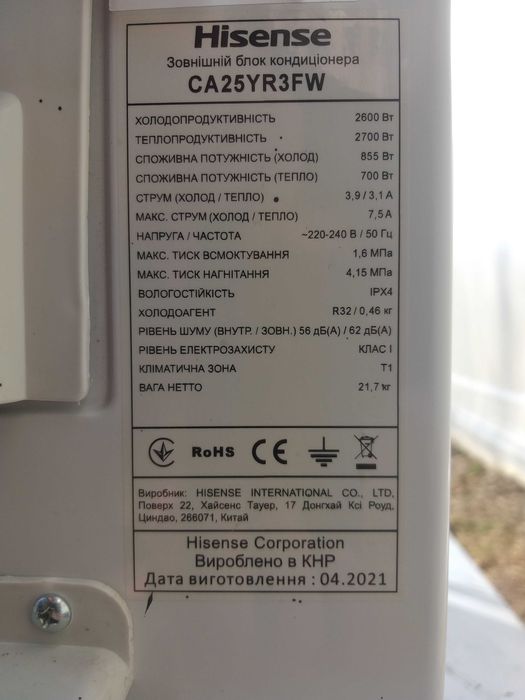 Hisense
Зовнішній блок кондиціонера
CA25YR3FW
ХОЛОДОПРОДУКТИВНІСТЬ 2600 Вт
ТЕПЛОПРОДУКТИВНІСТЬ 2700 Вт
СПОЖИВНА ПОТУЖНІСТЬ (ХОЛОД) 855 Вт
СПОЖИВНА ПОТУЖНІСТЬ (ТЕПЛО) 700 Вт
СТРУМ (ХОЛОД / ТЕПЛО) 3,9 / 3,1 А
МАКС. СТРУМ (ХОЛОД / ТЕПЛО) 7,5 А
НАПРУГА / ЧАСТОТА ~220-240 В / 50 Гц
МАКС. ТИСК ВСМОКТУВАННЯ 1,6 МПа
МАКС. ТИСК НАГНІТАННЯ 4,15 МПа
ВОЛОГОСТІЙКІСТЬ IPX4
ХОЛОДОАГЕНТ R32 / 0,46 кг
РІВЕНЬ ШУМУ (ВНУТР. / ЗОВН.) 56 дБ(А) / 62 дБ(А)
РІВЕНЬ ЕЛЕКТРОЗАХИСТУ КЛАС I
КЛІМАТИЧНА ЗОНА T1
ВАГА НЕТТО 21,7 кг
RoHS CE
Виробник: HISENSE INTERNATIONAL CO., LTD,
Поверх 22, Хайсенс Тауер, 17 Донгхай Ксі Роуд,
Циндао, 266071, Китай
Hisense Corporation
Вироблено в КНР
Дата виготовлення : 04.2021